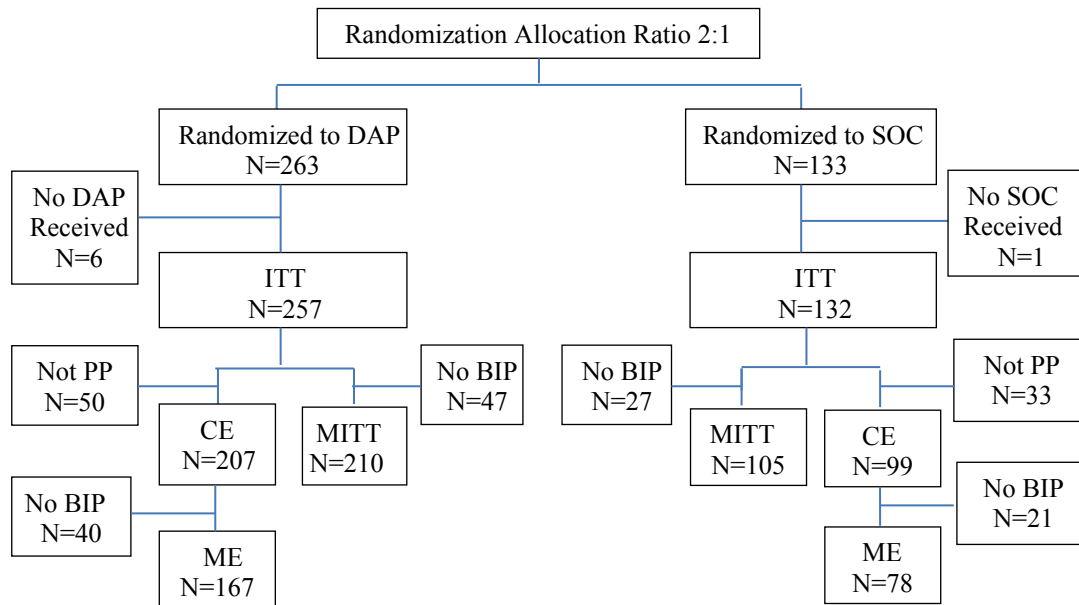 Randomization Allocation Ratio 2:1
Randomized to DAP
N=263
Randomized to SOC
N=133
No DAP
Received
N=6
No SOC
Received
N=1
ITT
N=257
ITT
N=132
Not PP
N=50
No BIP
N=47
No BIP
N=27
Not PP
N=33
CE
N=207
MITT
N=210
MITT
N=105
CE
N=99
No BIP
N=40
No BIP
N=21
ME
N=167
ME
N=78